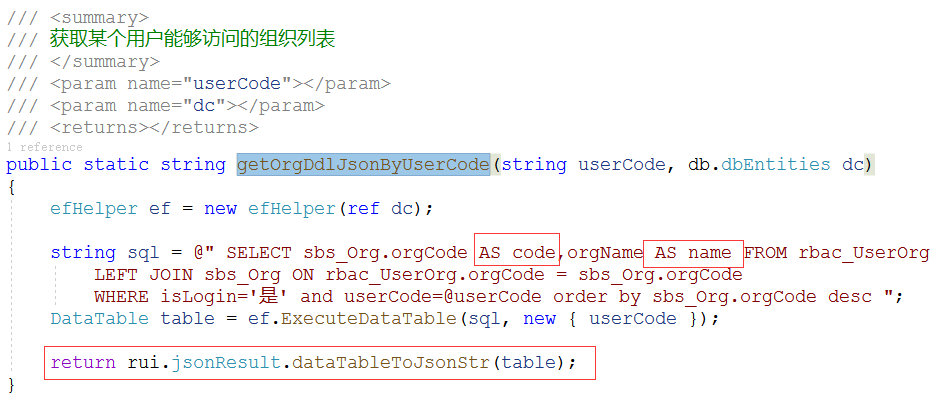 /// <summary>
/// 获取某个用户能够访问的组织列表
/// </summary>
/// <param name="userCode"></param>
/// <param name="dc"></param>
/// <returns></returns>
1 reference
public static string getOrgDdlJsonByUserCode(string userCode, db.dbEntities dc)
{
efHelper ef = new efHelper(ref dc);
string sql = @" SELECT sbs_Org.orgCode AS code,orgName AS name FROM rbac_UserOrg
LEFT JOIN sbs_Org ON rbac_UserOrg.orgCode = sbs_Org.orgCode
WHERE isLogin='是' and userCode=@userCode order by sbs_Org.orgCode desc ";
DataTable table = ef.ExecuteDataTable(sql, new { userCode });
return rui.jsonResult.dataTableToJsonStr(table);
}